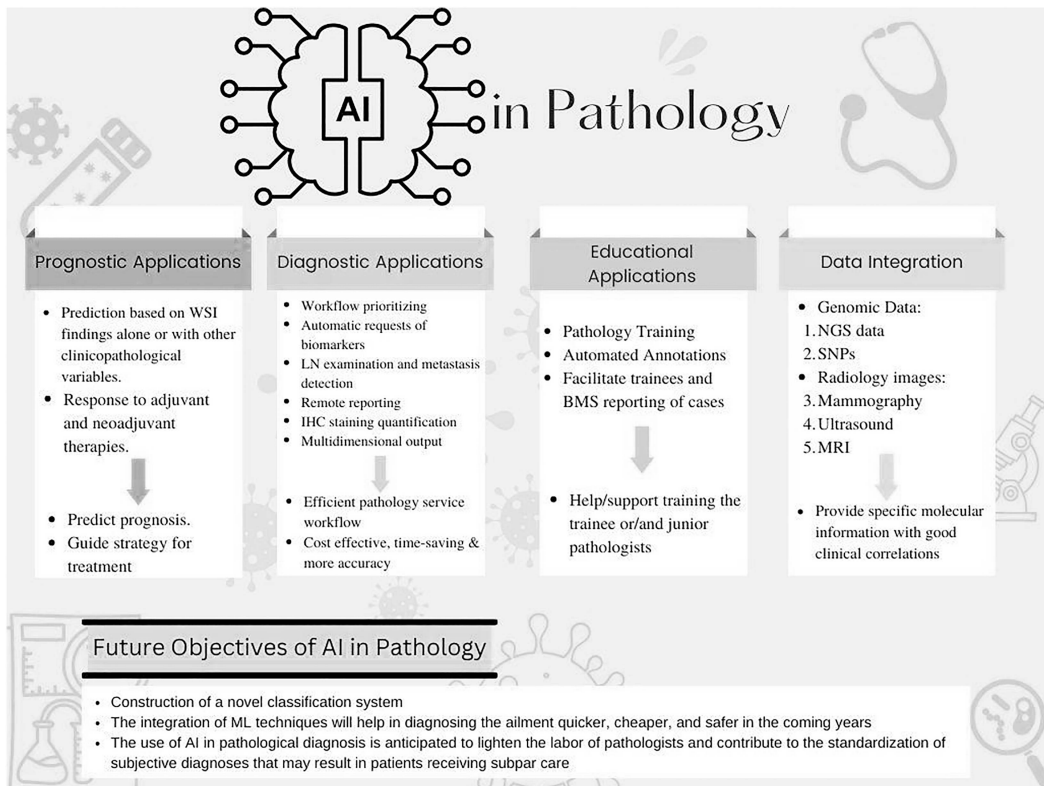 AI
in Pathology
Prognostic Applications
• Prediction based on WSI
findings alone or with other
clinicopathological
variables.
• Response to adjuvant
and neoadjuvant
therapies.
• Predict prognosis.
• Guide strategy for
treatment
Diagnostic Applications
• Workflow prioritizing
• Automatic requests of
biomarkers
• LN examination and metastasis
detection
• Remote reporting
• IHC staining quantification
• Multidimensional output
• Efficient pathology service
workflow
• Cost effective, time-saving &
more accuracy
Educational
Applications
• Pathology Training
• Automated Annotations
• Facilitate trainees and
BMS reporting of cases
• Help/support training the
trainee or/and junior
pathologists
Data Integration
• Genomic Data:
1. NGS data
2. SNPs
• Radiology images:
3. Mammography
4. Ultrasound
5. MRI
• Provide specific molecular
information with good
clinical correlations
Future Objectives of AI in Pathology
• Construction of a novel classification system
• The integration of ML techniques will help in diagnosing the ailment quicker, cheaper, and safer in the coming years
• The use of AI in pathological diagnosis is anticipated to lighten the labor of pathologists and contribute to the standardization of
subjective diagnoses that may result in patients receiving subpar care